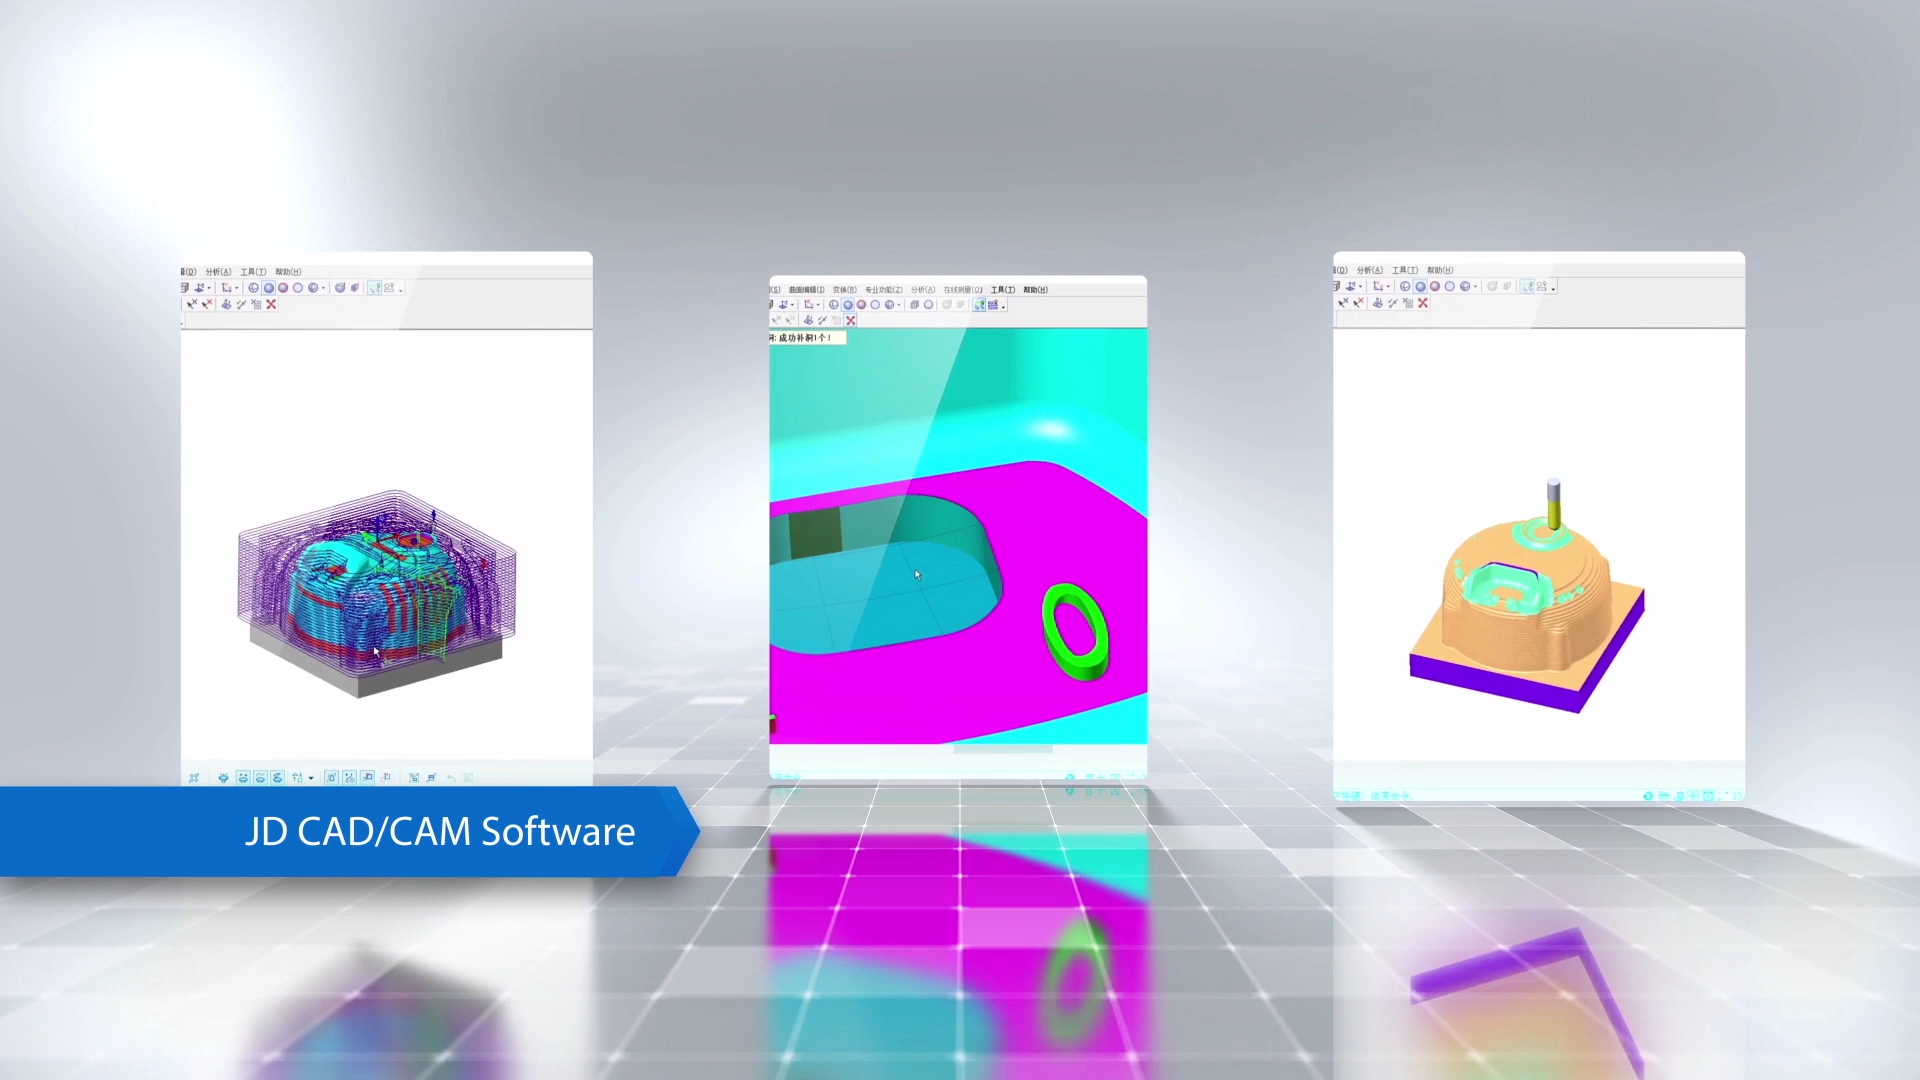 分析(A) 工具(T) 帮助(H)
曲面编辑(I) 变换(R) 专业功能(Z) 分析(A) 在线测量(O) 工具(T) 帮助(H)
成功补洞1个!
分析(A) 工具(T) 帮助(H)
JD CAD/CAM Software